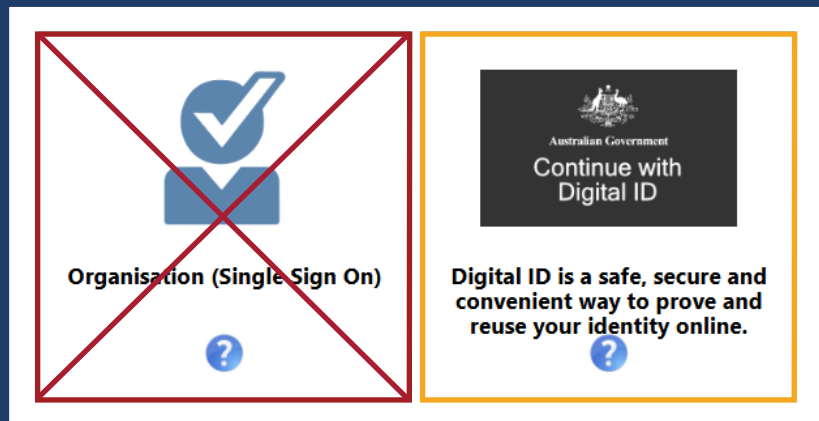 Organisation (Single Sign On)
?
Australian Government
Continue with
Digital ID
Digital ID is a safe, secure and
convenient way to prove and
reuse your identity online.
?